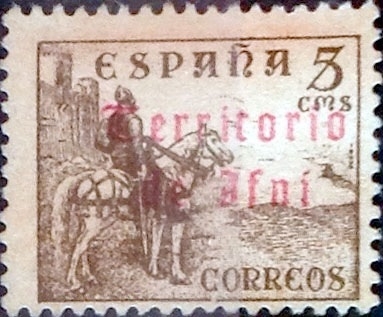 ESPAÑA 5
CMS
Territorio
de Ifni
CORREOS